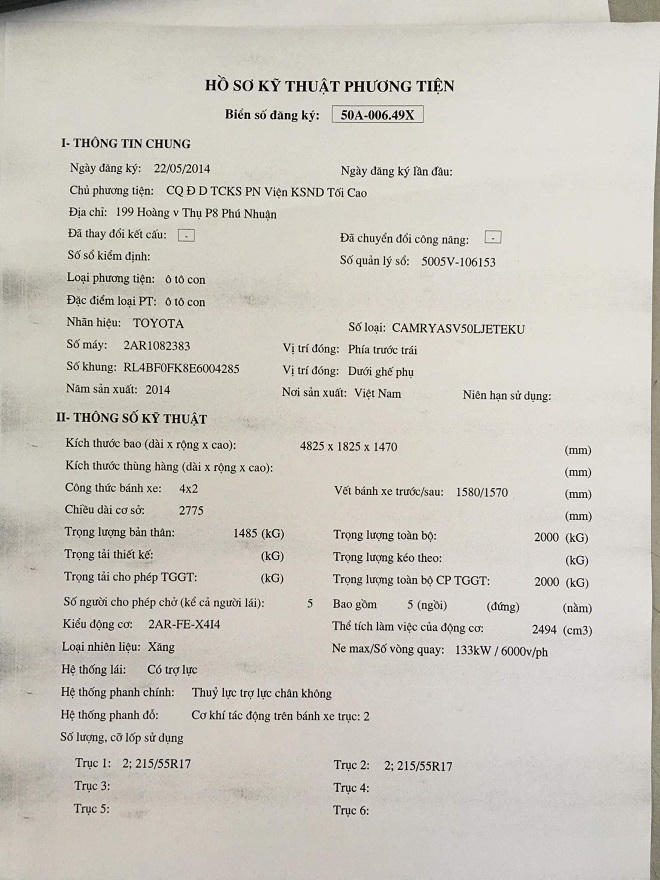 HỒ SƠ KỸ THUẬT PHƯƠNG TIỆN
Biển số đăng ký: 50A-006.49X
I- THÔNG TIN CHUNG
Ngày đăng ký: 22/05/2014 Ngày đăng ký lần đầu:
Chủ phương tiện: CQ Đ D TCKS PN Viện KSND Tối Cao
Địa chỉ: 199 Hoàng v Thụ P8 Phú Nhuận
Đã thay đổi kết cấu: - Đã chuyển đổi công năng: -
Số sổ kiểm định: Số quản lý sổ: 5005V-106153
Loại phương tiện: ô tô con
Đặc điểm loại PT: ô tô con
Nhãn hiệu: TOYOTA Số loại: CAMRYASV50LJETEKU
Số máy: 2AR1082383 Vị trí đóng: Phía trước trái
Số khung: RL4BF0FK8E6004285 Vị trí đóng: Dưới ghế phụ
Năm sản xuất: 2014 Nơi sản xuất: Việt Nam Niên hạn sử dụng:
II- THÔNG SỐ KỸ THUẬT
Kích thước bao (dài x rộng x cao): 4825 x 1825 x 1470 (mm)
Kích thước thùng hàng (dài x rộng x cao): (mm)
Công thức bánh xe: 4x2 Vết bánh xe trước/sau: 1580/1570 (mm)
Chiều dài cơ sở: 2775 (mm)
Trọng lượng bản thân: 1485 (kG) Trọng lượng toàn bộ: 2000 (kG)
Trọng tải thiết kế: (kG) Trọng lượng kéo theo: (kG)
Trọng tải cho phép TGGT: (kG) Trọng lượng toàn bộ CP TGGT: 2000 (kG)
Số người cho phép chở (kể cả người lái): 5 Bao gồm 5 (ngồi) (đứng) (nằm)
Kiểu động cơ: 2AR-FE-X4I4 Thể tích làm việc của động cơ: 2494 (cm3)
Loại nhiên liệu: Xăng Ne max/Số vòng quay: 133kW / 6000v/ph
Hệ thống lái: Có trợ lực
Hệ thống phanh chính: Thuỷ lực trợ lực chân không
Hệ thống phanh đỗ: Cơ khí tác động trên bánh xe trục: 2
Số lượng, cỡ lốp sử dụng
Trục 1: 2; 215/55R17 Trục 2: 2; 215/55R17
Trục 3: Trục 4:
Trục 5: Trục 6: